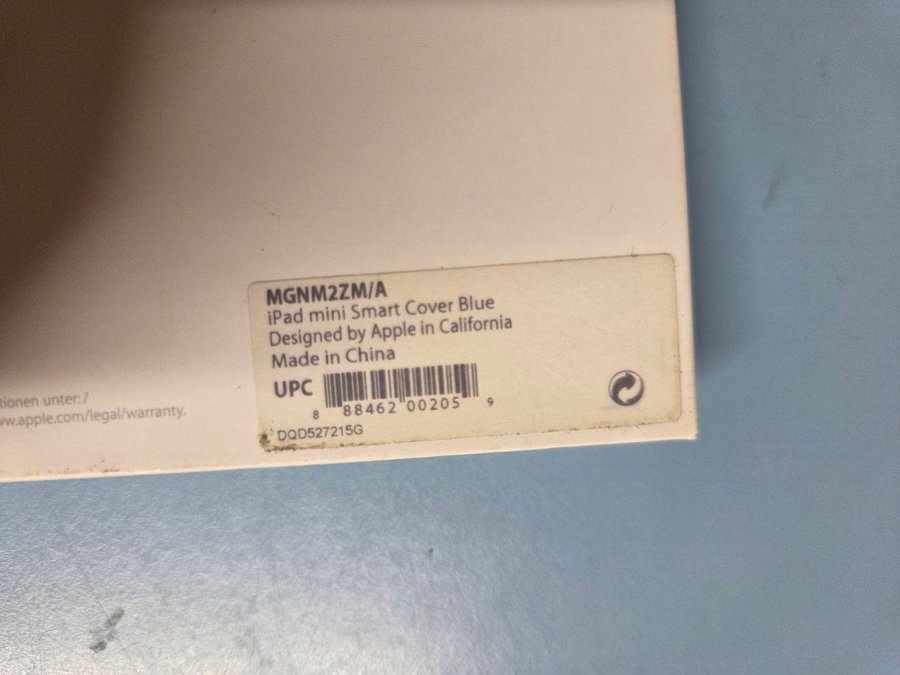 MGNM2ZM/A
iPad mini Smart Cover Blue
Designed by Apple in California
Made in China
UPC
8 88462 00205 9
DQD527215G
tionen unter:/
ww.apple.com/legal/warranty.